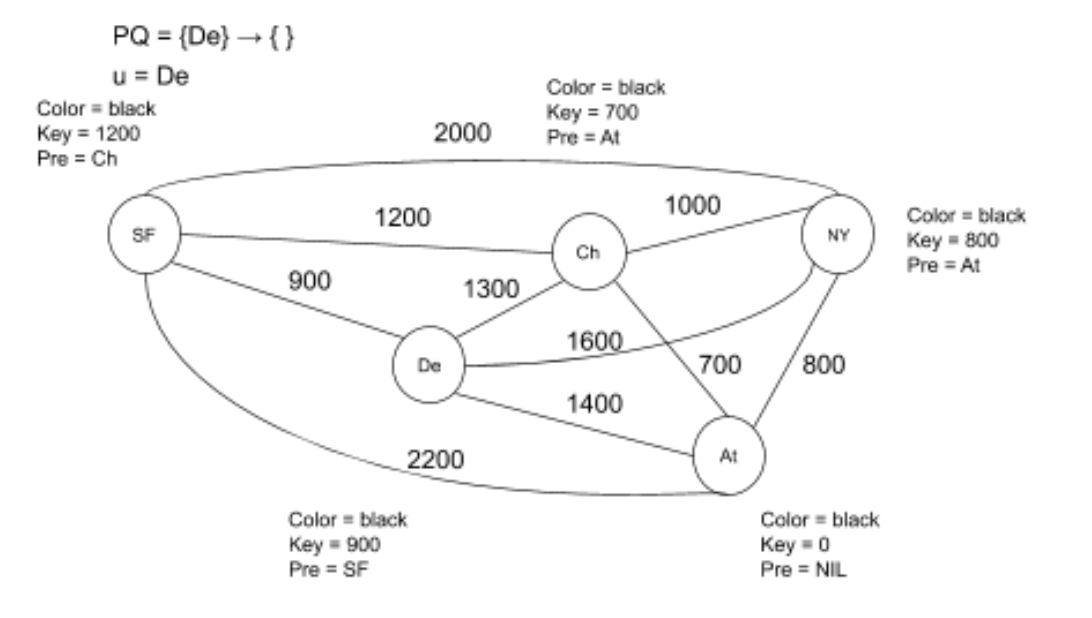 PQ = {De} → { }
u = De
Color = black
Key = 1200
Pre = Ch
Color = black
Key = 700
Pre = At
2000
SF
1200
Ch
1000
NY
Color = black
Key = 800
Pre = At
900
1300
De
1600
700
800
1400
At
2200
Color = black
Key = 900
Pre = SF
Color = black
Key = 0
Pre = NIL